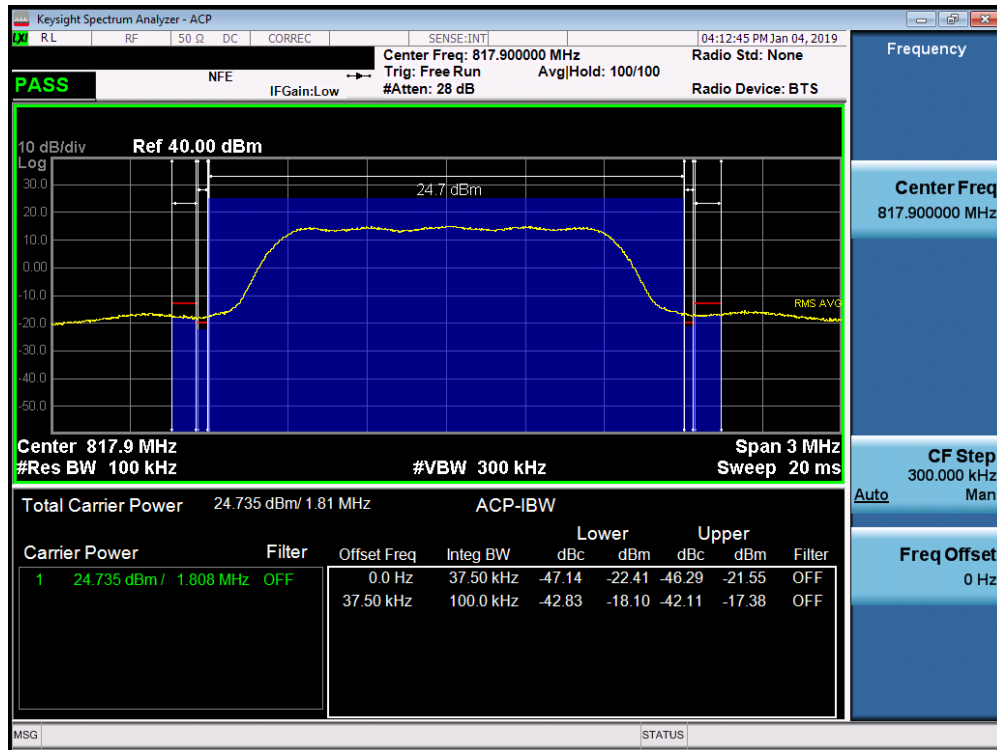 Keysight Spectrum Analyzer - ACP
LXI RL RF 50 Ω DC CORREC SENSE:INT 04:12:45 PM Jan 04, 2019
Center Freq: 817.900000 MHz Radio Std: None
NFE Trig: Free Run Avg|Hold: 100/100
PASS IFGain:Low #Atten: 28 dB Radio Device: BTS
10 dB/div Ref 40.00 dBm
Log
30.0
24.7 dBm
20.0
10.0
0.00
-10.0
RMS AVG
-20.0
-30.0
-40.0
-50.0
Center 817.9 MHz Span 3 MHz
#Res BW 100 kHz #VBW 300 kHz Sweep 20 ms
Total Carrier Power 24.735 dBm/ 1.81 MHz ACP-IBW
Lower Upper
Carrier Power Filter Offset Freq Integ BW dBc dBm dBc dBm Filter
1 24.735 dBm / 1.808 MHz OFF 0.0 Hz 37.50 kHz -47.14 -22.41 -46.29 -21.55 OFF
37.50 kHz 100.0 kHz -42.83 -18.10 -42.11 -17.38 OFF
MSG STATUS
Frequency
Center Freq
817.900000 MHz
CF Step
300.000 kHz
Auto Man
Freq Offset
0 Hz